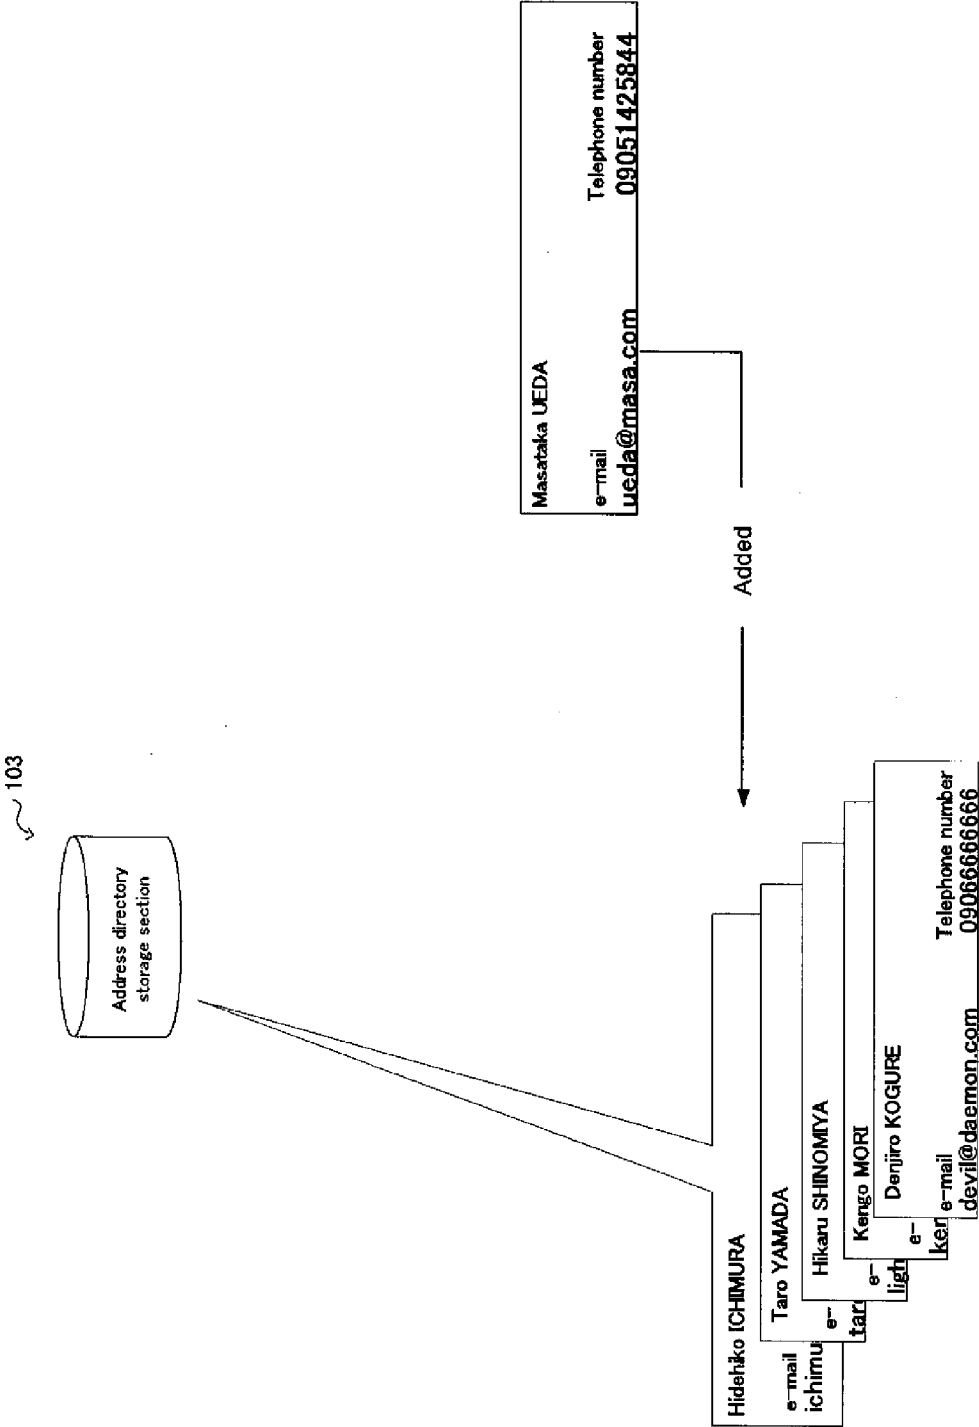 103
Address directory
storage section
Hidehiko ICHIMURA
e-mail
ichimu
Taro YAMADA
e-
tar
Hikaru SHINOMIYA
e-
ligh
Kengo MORI
e-
ker
Denjiro KOGURE
e-mail
Telephone number
devil@daemon.com
09066666666
Added
Masataka UEDA
e-mail
Telephone number
ueda@masa.com
09051425844